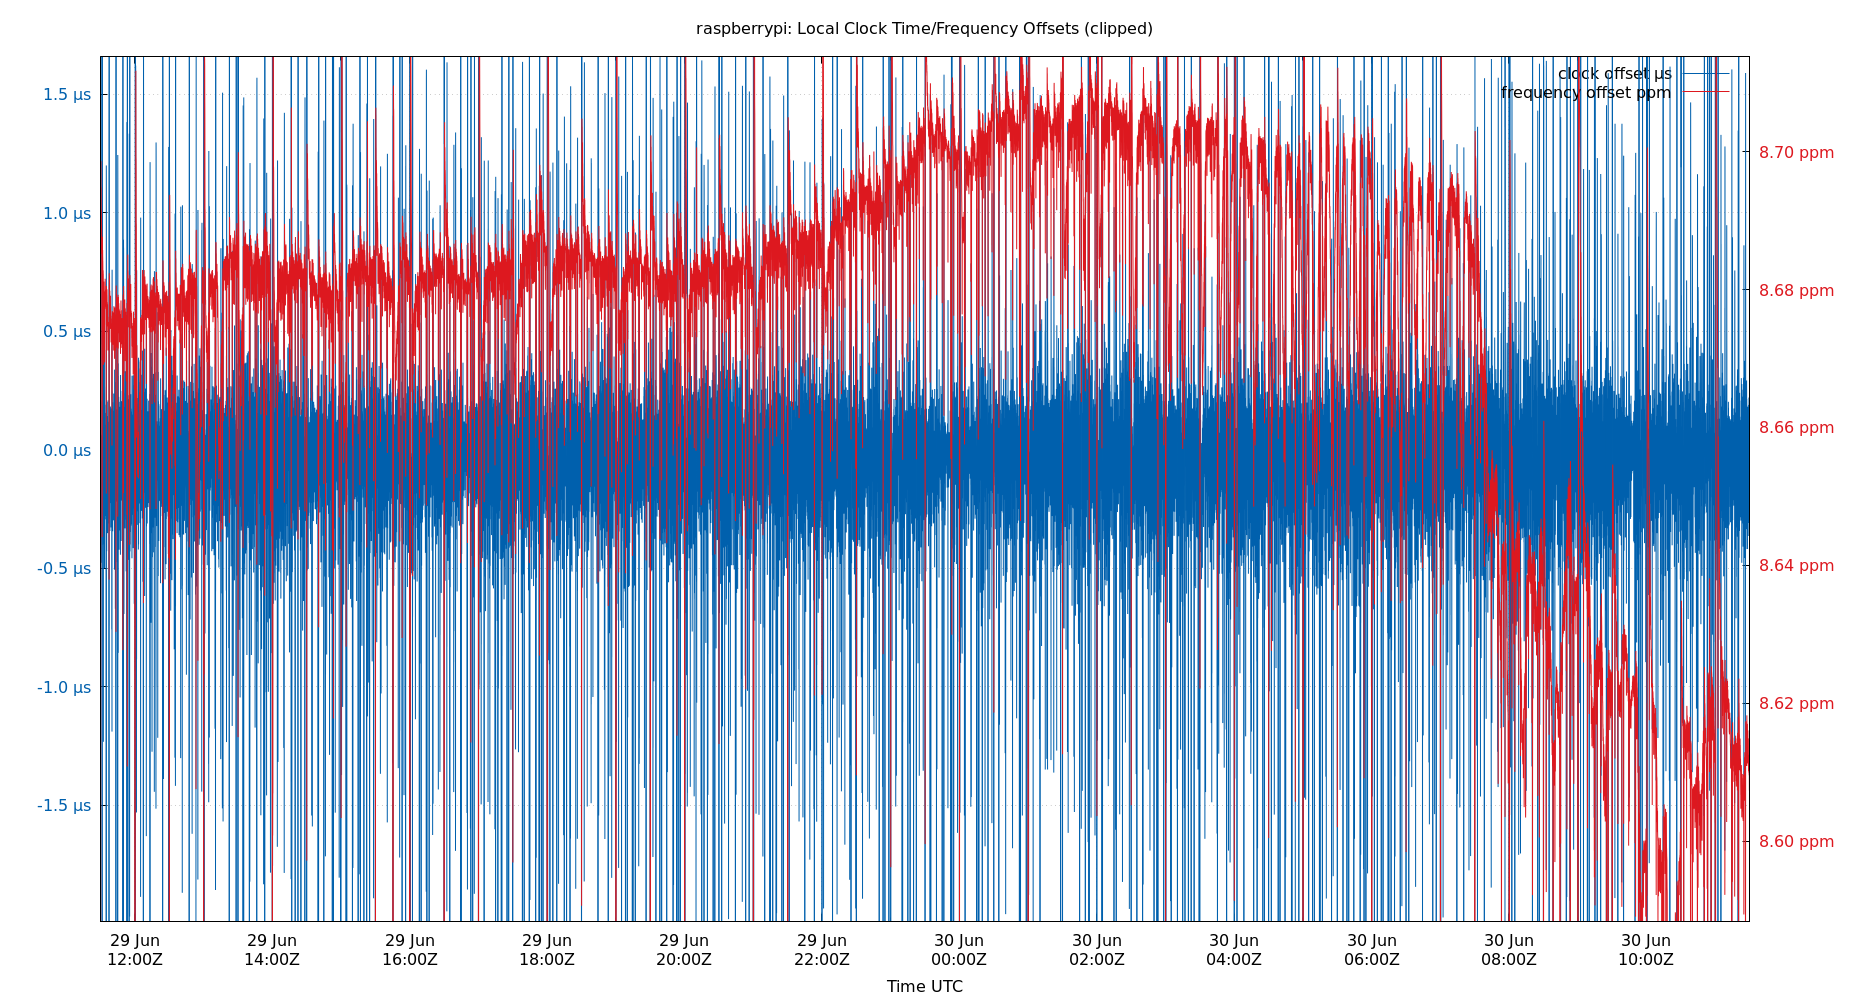 raspberrypi: Local Clock Time/Frequency Offsets (clipped)
clock offset µs
frequency offset ppm
1.5 µs
1.0 µs
0.5 µs
0.0 µs
-0.5 µs
-1.0 µs
-1.5 µs
8.70 ppm
8.68 ppm
8.66 ppm
8.64 ppm
8.62 ppm
8.60 ppm
29 Jun 29 Jun 29 Jun 29 Jun 29 Jun 29 Jun 30 Jun 30 Jun 30 Jun 30 Jun 30 Jun 30 Jun
12:00Z 14:00Z 16:00Z 18:00Z 20:00Z 22:00Z 00:00Z 02:00Z 04:00Z 06:00Z 08:00Z 10:00Z
Time UTC